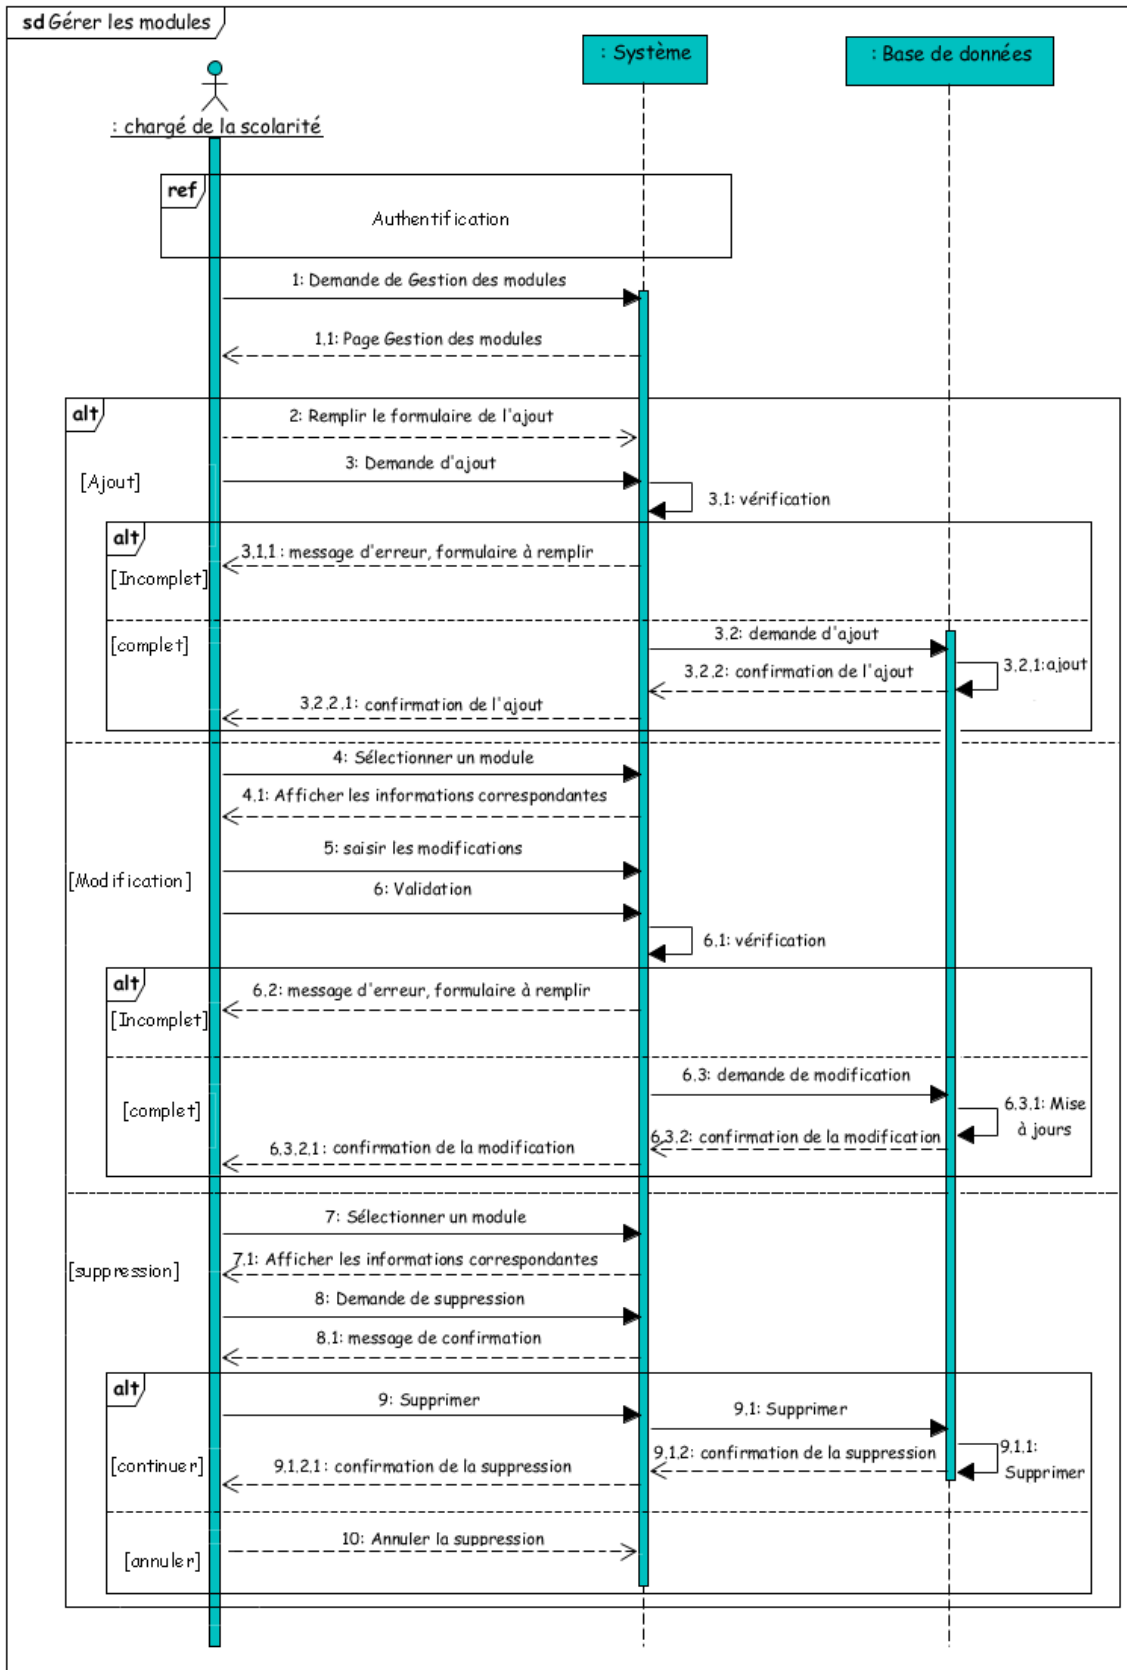 sd Gérer les modules
: Système
: Base de données
: chargé de la scolarité
ref
Authentification
1: Demande de Gestion des modules
1.1: Page Gestion des modules
alt
2: Remplir le formulaire de l'ajout
3: Demande d'ajout
[Ajout]
3.1: vérification
alt
3.1.1 : message d'erreur, formulaire à remplir
[Incomplet]
3.2: demande d'ajout
[complet]
3.2.1:ajout
3.2.2: confirmation de l'ajout
3.2.2.1: confirmation de l'ajout
4: Sélectionner un module
4.1: Afficher les informations correspondantes
5: saisir les modifications
[Modification]
6: Validation
6.1: vérification
alt
6.2: message d'erreur, formulaire à remplir
[Incomplet]
6.3: demande de modification
[complet]
6.3.1: Mise
à jours
6.3.2: confirmation de la modification
6.3.2.1: confirmation de la modification
7: Sélectionner un module
7.1: Afficher les informations correspondantes
[suppression]
8: Demande de suppression
8.1: message de confirmation
alt
9: Supprimer
9.1: Supprimer
9.1.1:
Supprimer
9.1.2: confirmation de la suppression
[continuer]
9.1.2.1 : confirmation de la suppression
10: Annuler la suppression
[annuler]